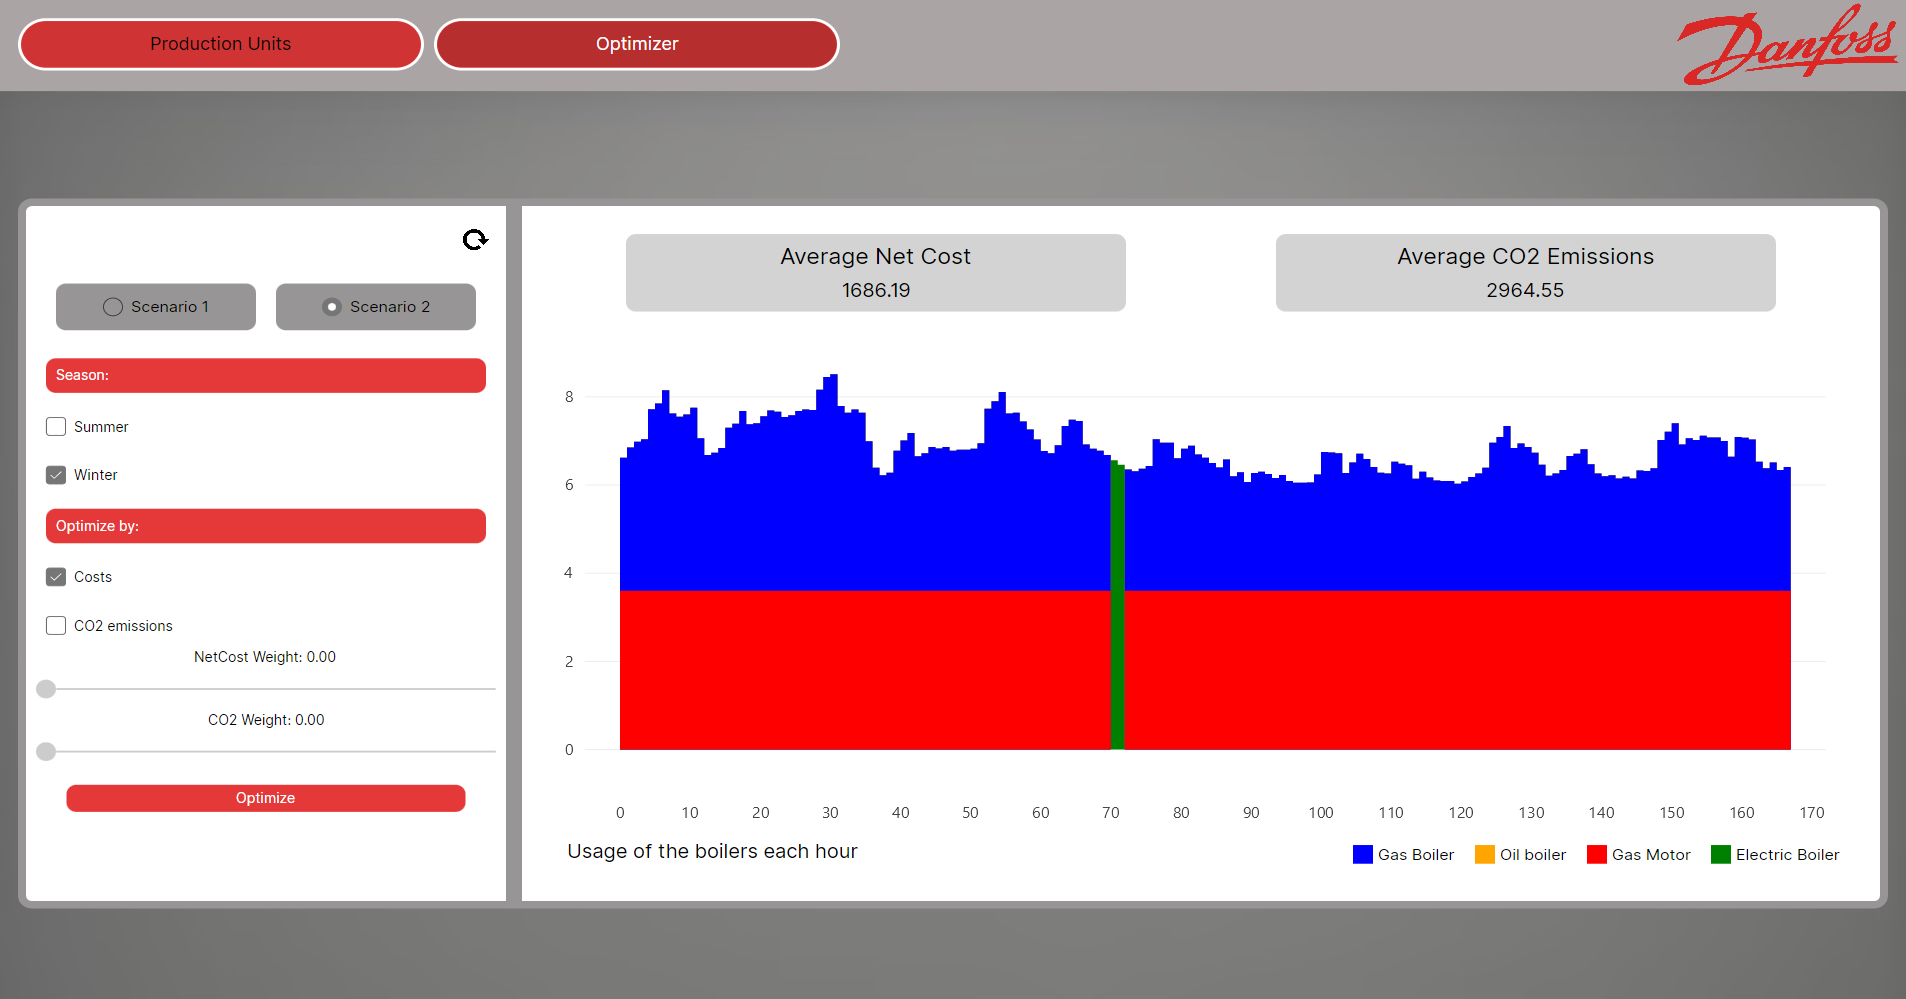 Production Units
Optimizer
Danfoss
Scenario 1
Scenario 2
Season:
Summer
Winter
Optimize by:
Costs
CO2 emissions
NetCost Weight: 0.00
CO2 Weight: 0.00
Optimize
Average Net Cost
1686.19
Average CO2 Emissions
2964.55
8
6
4
2
0
0 10 20 30 40 50 60 70 80 90 100 110 120 130 140 150 160 170
Usage of the boilers each hour
Gas Boiler
Oil boiler
Gas Motor
Electric Boiler